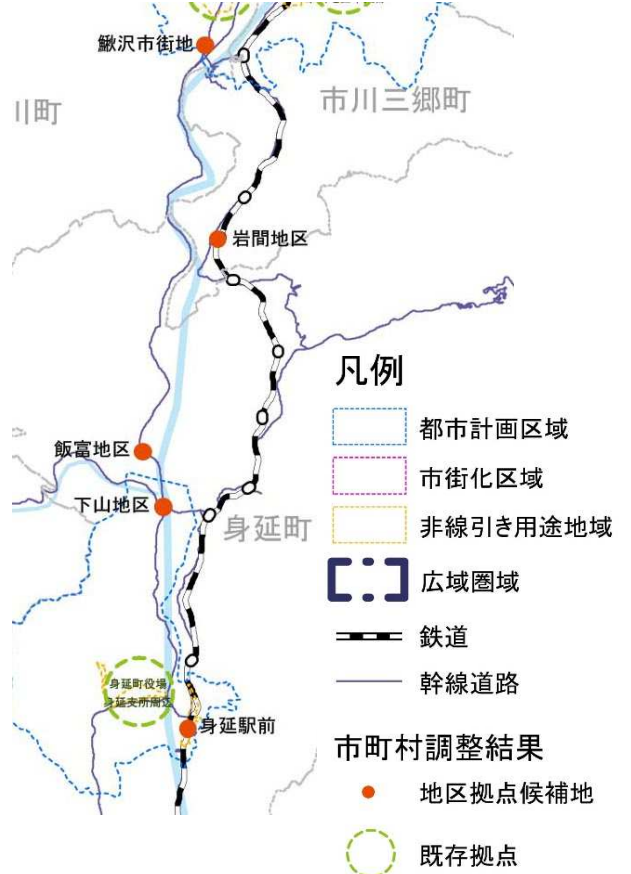 鰍沢市街地
市川三郷町
川町
岩間地区
飯富地区
下山地区
身延町
身延町役場
身延支所周辺
身延駅前
凡例
都市計画区域
市街化区域
非線引き用途地域
広域圏域
鉄道
幹線道路
市町村調整結果
地区拠点候補地
既存拠点